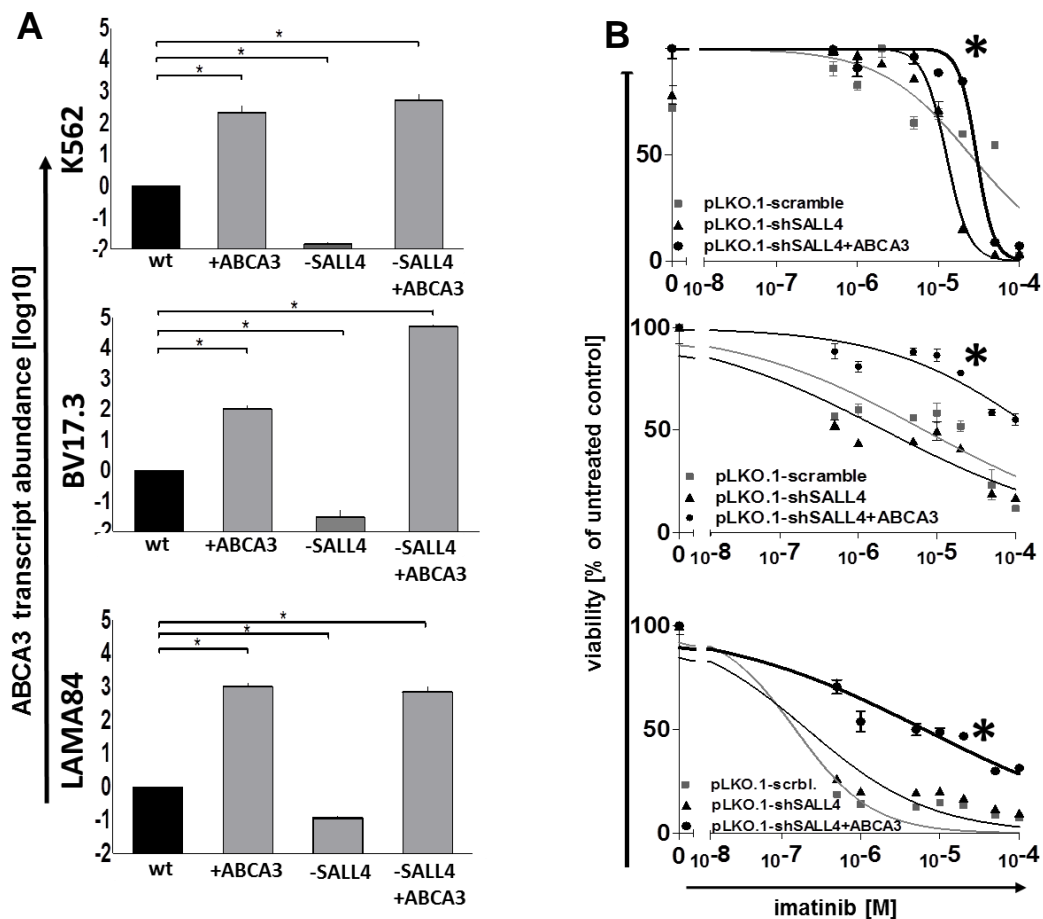 A
ABCA3 transcript abundance [log10]
K562
5
4
3
2
1
0
-1
-2
*
*
*
wt
+ABCA3
-SALL4
-SALL4
+ABCA3
BV17.3
5
4
3
2
1
0
-1
-2
*
*
*
wt
+ABCA3
-SALL4
-SALL4
+ABCA3
LAMA84
5
4
3
2
1
0
-1
-2
*
*
*
wt
+ABCA3
-SALL4
-SALL4
+ABCA3
B
viability [% of untreated control]
*
50
0
pLKO.1-scramble
pLKO.1-shSALL4
pLKO.1-shSALL4+ABCA3
0 10-8 10-7 10-6 10-5 10-4
100
50
0
*
pLKO.1-scramble
pLKO.1-shSALL4
pLKO.1-shSALL4+ABCA3
0 10-8 10-7 10-6 10-5 10-4
100
50
0
*
pLKO.1-scrbl.
pLKO.1-shSALL4
pLKO.1-shSALL4+ABCA3
0 10-8 10-7 10-6 10-5 10-4
imatinib [M]